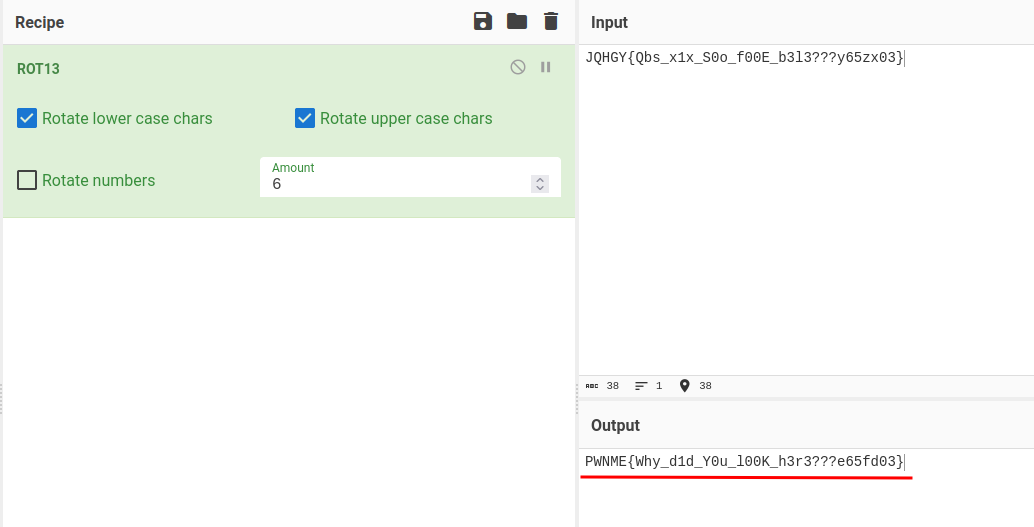 Recipe
ROT13
Rotate lower case chars
Rotate upper case chars
Rotate numbers
Amount
6
Input
JQHGY{Qbs_x1x_S0o_f00E_b3l3???y65zx03}
ABC 38 1 38
Output
PWNME{Why_d1d_Y0u_l00K_h3r3???e65fd03}